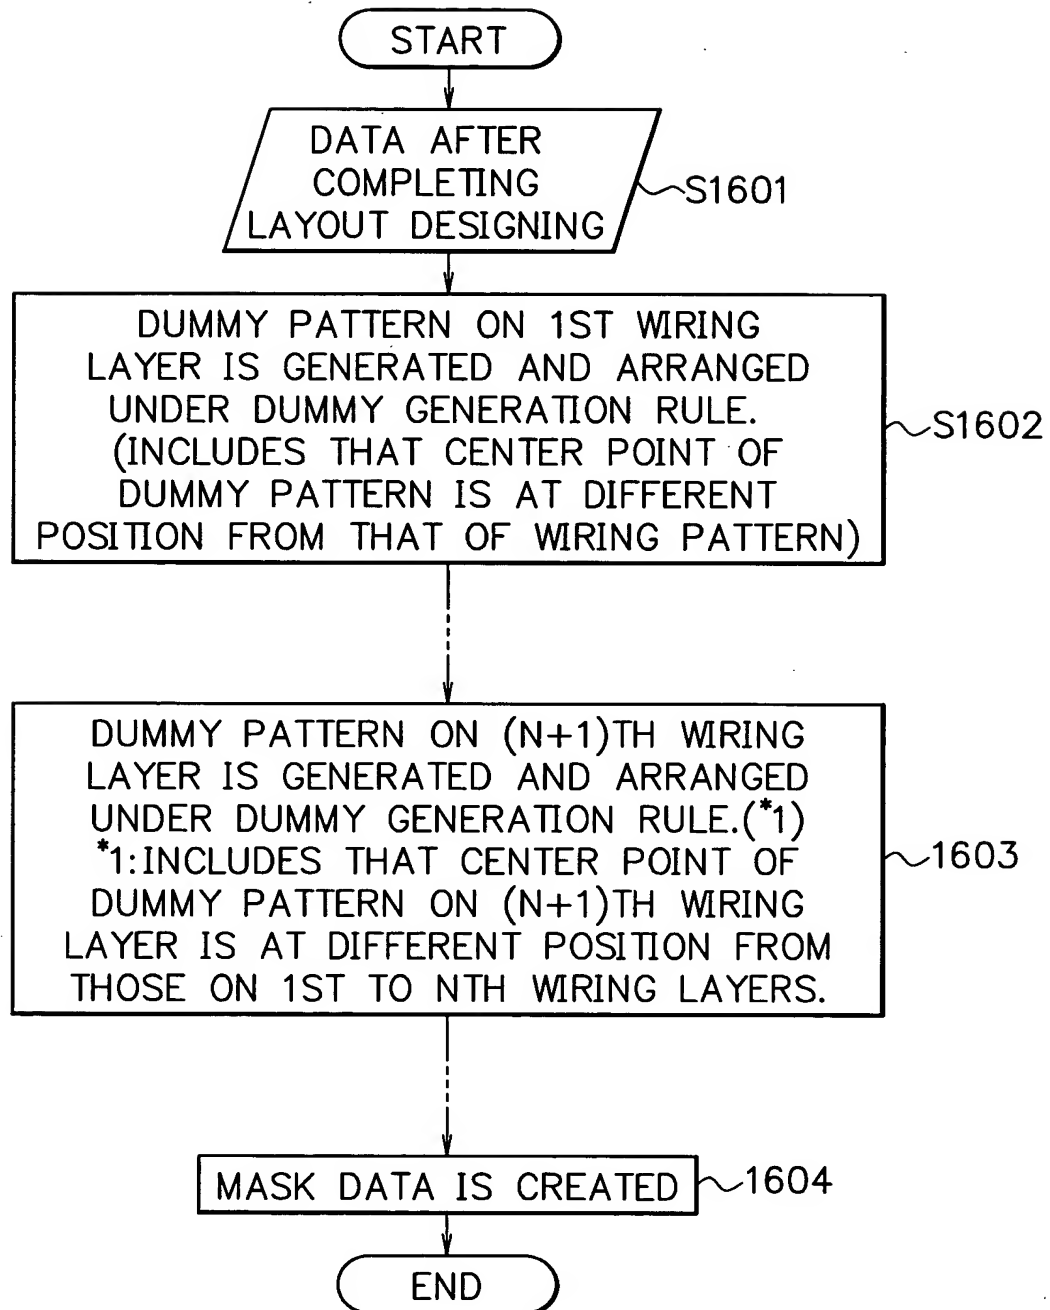 START
DATA AFTER
COMPLETING
LAYOUT DESIGNING
S1601
DUMMY PATTERN ON 1ST WIRING
LAYER IS GENERATED AND ARRANGED
UNDER DUMMY GENERATION RULE.
(INCLUDES THAT CENTER POINT OF
DUMMY PATTERN IS AT DIFFERENT
POSITION FROM THAT OF WIRING PATTERN)
S1602
DUMMY PATTERN ON (N+1)TH WIRING
LAYER IS GENERATED AND ARRANGED
UNDER DUMMY GENERATION RULE.(*1)
*1:INCLUDES THAT CENTER POINT OF
DUMMY PATTERN ON (N+1)TH WIRING
LAYER IS AT DIFFERENT POSITION FROM
THOSE ON 1ST TO NTH WIRING LAYERS.
1603
MASK DATA IS CREATED
1604
END